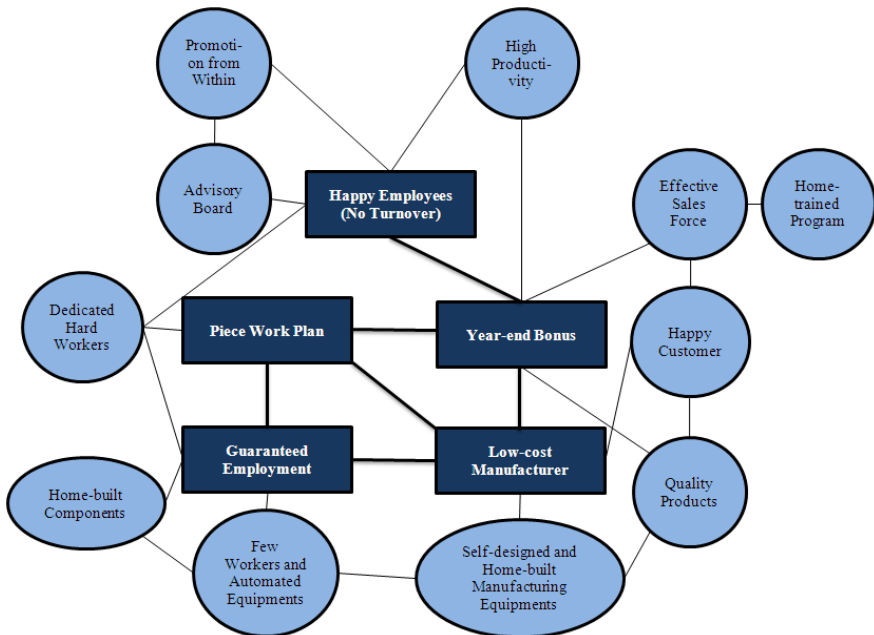 Promoti-
on from
Within
High
Producti-
vity
Advisory
Board
Happy Employees
(No Turnover)
Effective
Sales
Force
Home-
trained
Program
Dedicated
Hard
Workers
Piece Work Plan
Year-end Bonus
Happy
Customer
Guaranteed
Employment
Low-cost
Manufacturer
Home-built
Components
Quality
Products
Few
Workers and
Automated
Equipments
Self-designed and
Home-built
Manufacturing
Equipments